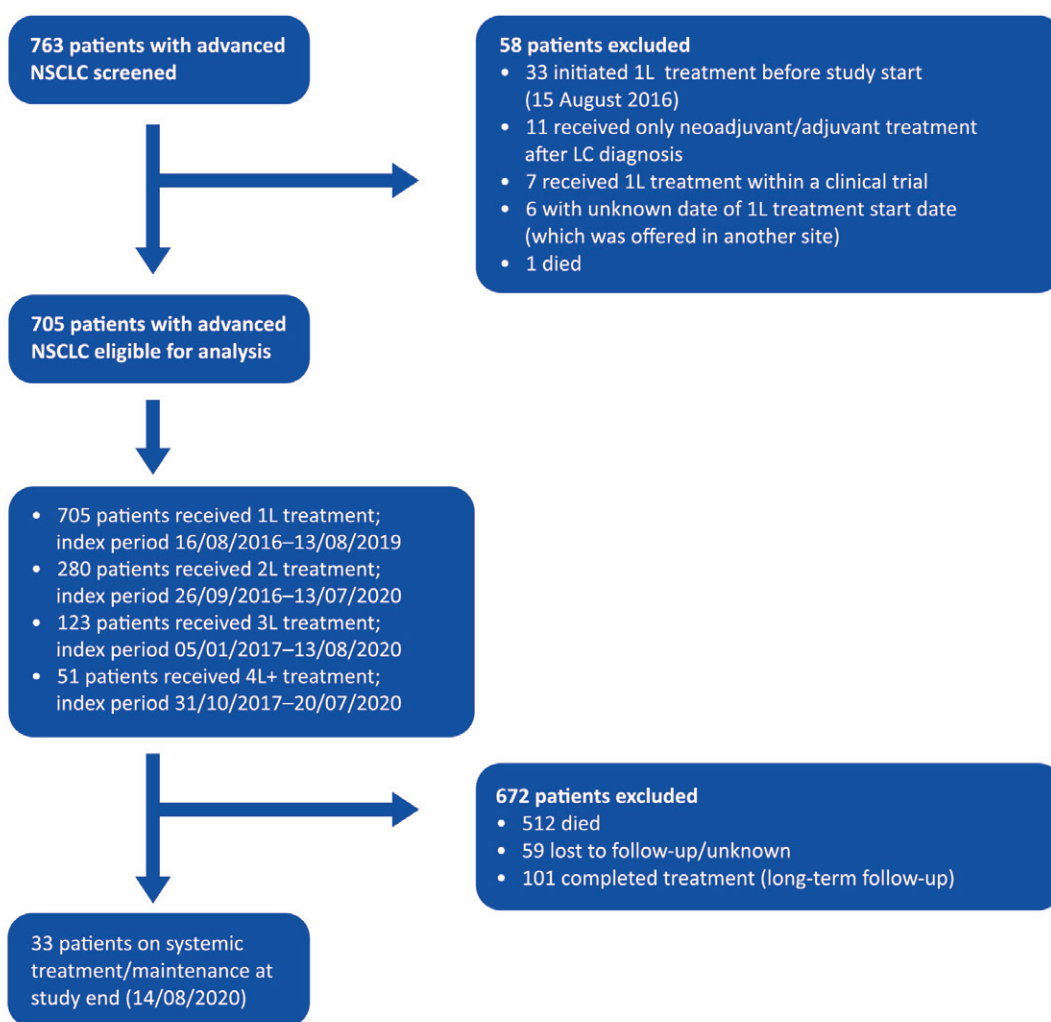 763 patients with advanced
NSCLC screened
58 patients excluded
• 33 initiated 1L treatment before study start
(15 August 2016)
• 11 received only neoadjuvant/adjuvant treatment
after LC diagnosis
• 7 received 1L treatment within a clinical trial
• 6 with unknown date of 1L treatment start date
(which was offered in another site)
• 1 died
705 patients with advanced
NSCLC eligible for analysis
• 705 patients received 1L treatment;
index period 16/08/2016–13/08/2019
• 280 patients received 2L treatment;
index period 26/09/2016–13/07/2020
• 123 patients received 3L treatment;
index period 05/01/2017–13/08/2020
• 51 patients received 4L+ treatment;
index period 31/10/2017–20/07/2020
672 patients excluded
• 512 died
• 59 lost to follow-up/unknown
• 101 completed treatment (long-term follow-up)
33 patients on systemic
treatment/maintenance at
study end (14/08/2020)